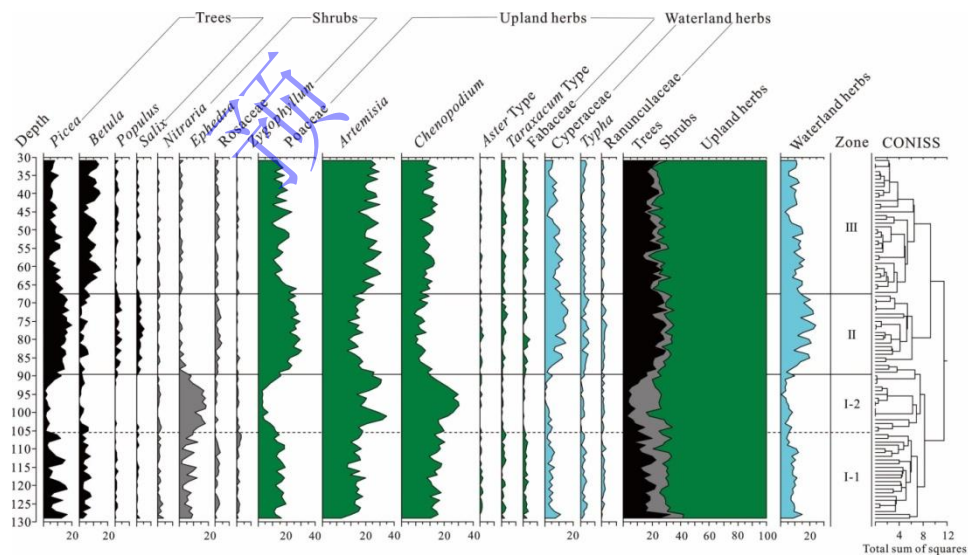 Trees Shrubs Upland herbs Waterland herbs
Depth Picea Betula Populus Salix Nitraria Ephedra Rosaceae Zygophyllum Poaceae Artemisia Chenopodium Aster Type Taraxacum Type Fabaceae Cyperaceae Typha Ranunculaceae Trees Shrubs Upland herbs Waterland herbs Zone CONISS
预
30
35
40
45
50
55
60
65
70
75
80
85
90
95
100
105
110
115
120
125
130
III
II
I-2
I-1
20 20 20 20 40 20 40 20 40 20 20 40 60 80 100 20 4 8 12
Total sum of squares